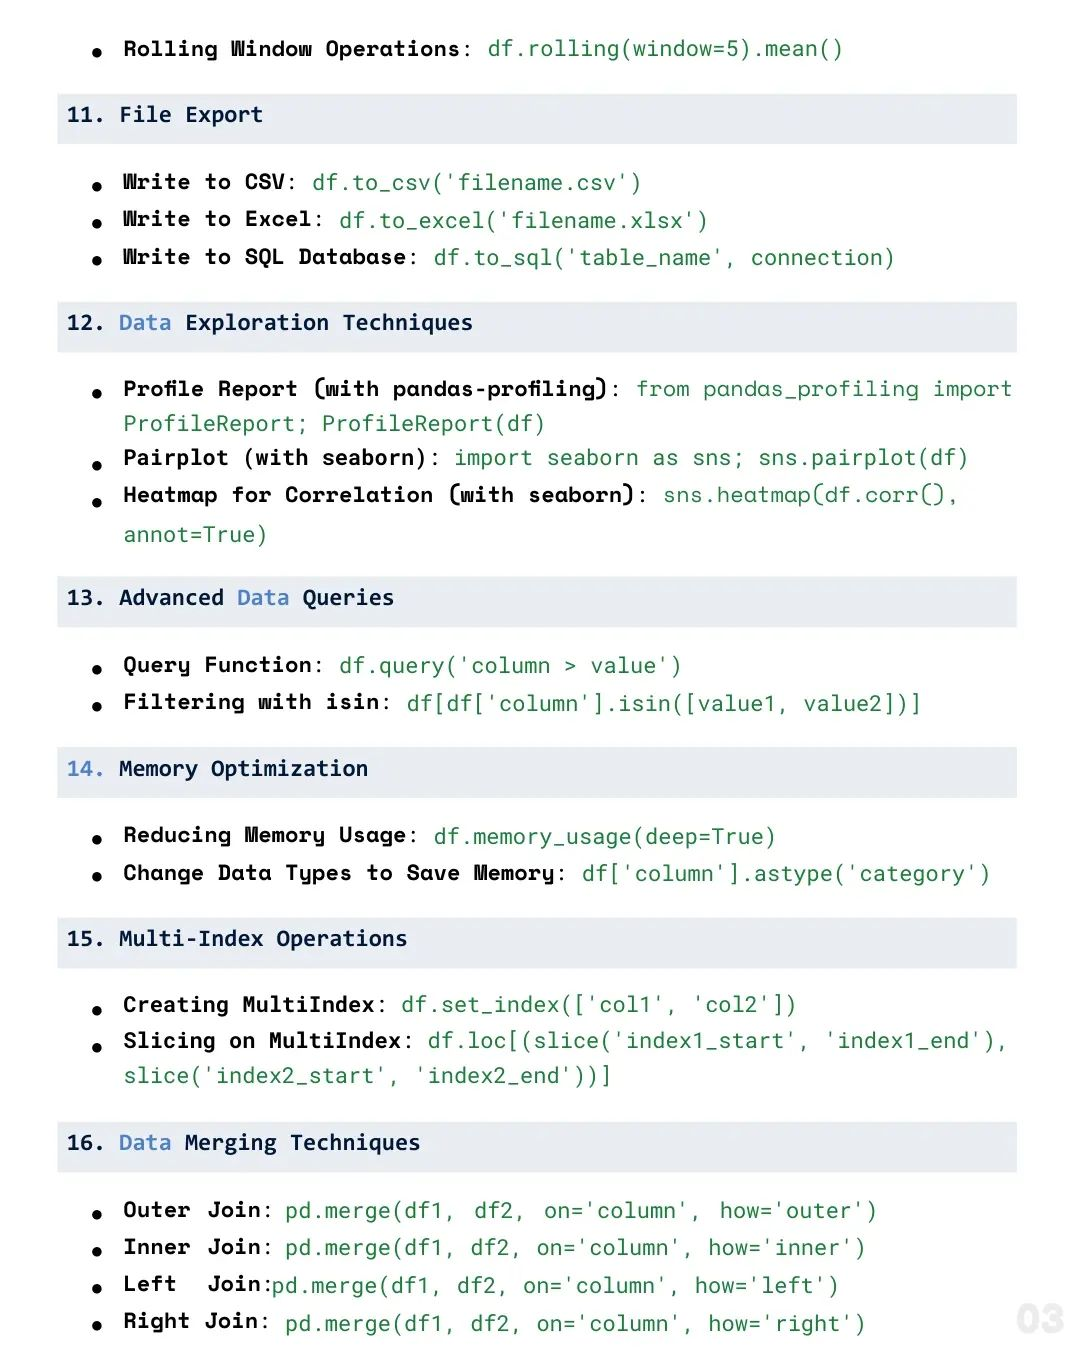 • Rolling Window Operations: df.rolling(window=5).mean()
11. File Export
• Write to CSV: df.to_csv('filename.csv')
• Write to Excel: df.to_excel('filename.xlsx')
• Write to SQL Database: df.to_sql('table_name', connection)
12. Data Exploration Techniques
• Profile Report (with pandas-profiling): from pandas_profiling import
ProfileReport; ProfileReport(df)
• Pairplot (with seaborn): import seaborn as sns; sns.pairplot(df)
• Heatmap for Correlation (with seaborn): sns.heatmap(df.corr(),
annot=True)
13. Advanced Data Queries
• Query Function: df.query('column > value')
• Filtering with isin: df[df['column'].isin([value1, value2])]
14. Memory Optimization
• Reducing Memory Usage: df.memory_usage(deep=True)
• Change Data Types to Save Memory: df['column'].astype('category')
15. Multi-Index Operations
• Creating MultiIndex: df.set_index(['col1', 'col2'])
• Slicing on MultiIndex: df.loc[(slice('index1_start', 'index1_end'),
slice('index2_start', 'index2_end'))]
16. Data Merging Techniques
• Outer Join: pd.merge(df1, df2, on='column', how='outer')
• Inner Join: pd.merge(df1, df2, on='column', how='inner')
• Left Join:pd.merge(df1, df2, on='column', how='left')
• Right Join: pd.merge(df1, df2, on='column', how='right')
03